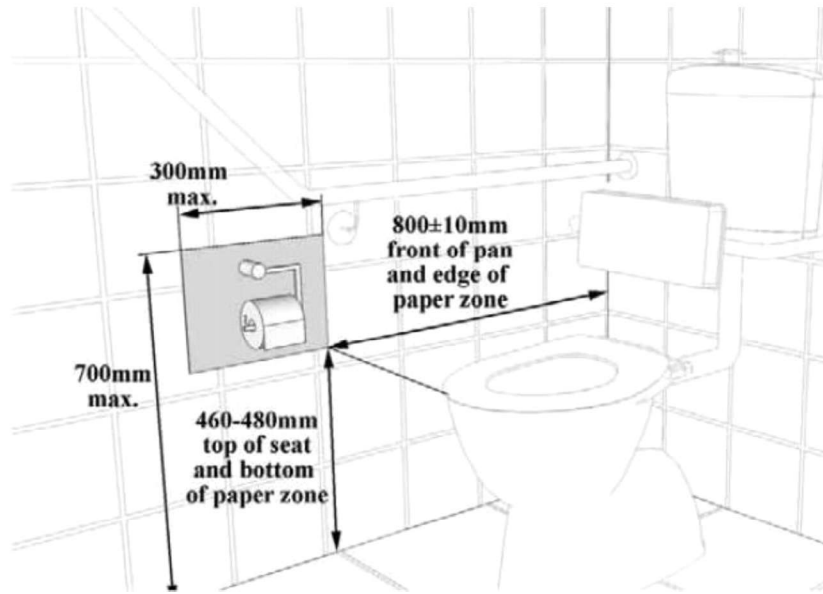 300mm
max.
800±10mm
front of pan
and edge of
paper zone
700mm
max.
460-480mm
top of seat
and bottom
of paper zone